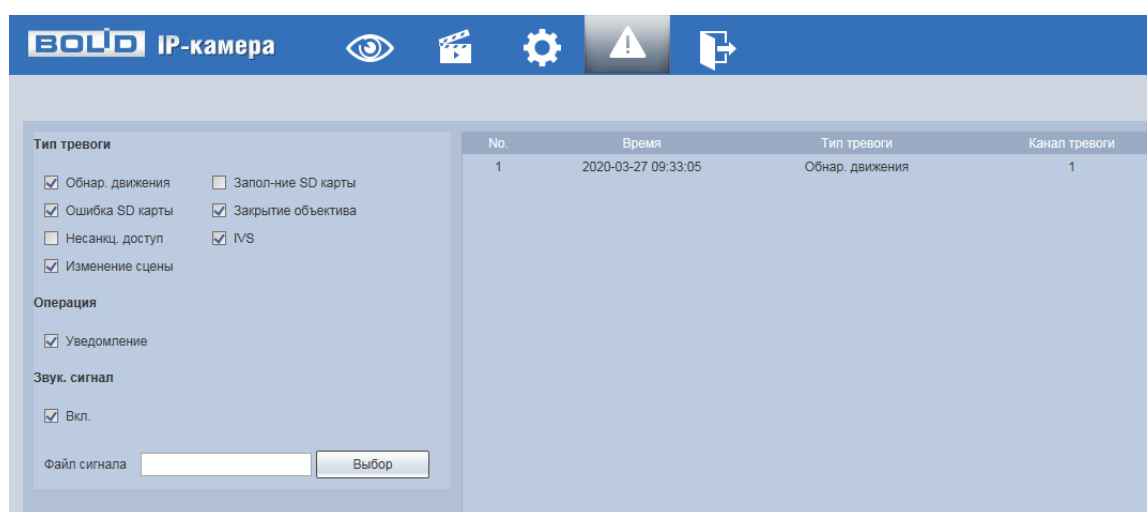 BOLID IP-камера
Тип тревоги
Обнар. движения Запол-ние SD карты
Ошибка SD карты Закрытие объектива
Несанкц. доступ IVS
Изменение сцены
Операция
Уведомление
Звук. сигнал
Вкл.
Файл сигнала Выбор
No. Время Тип тревоги Канал тревоги
1 2020-03-27 09:33:05 Обнар. движения 1